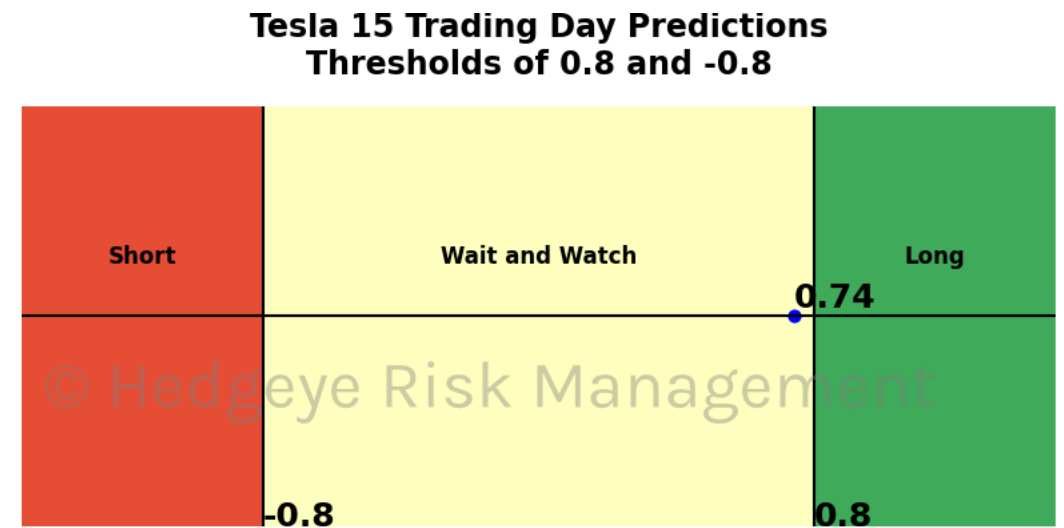 Tesla 15 Trading Day Predictions
Thresholds of 0.8 and -0.8
Short
Wait and Watch
Long
0.74
© Hedgeye Risk Management
-0.8
0.8